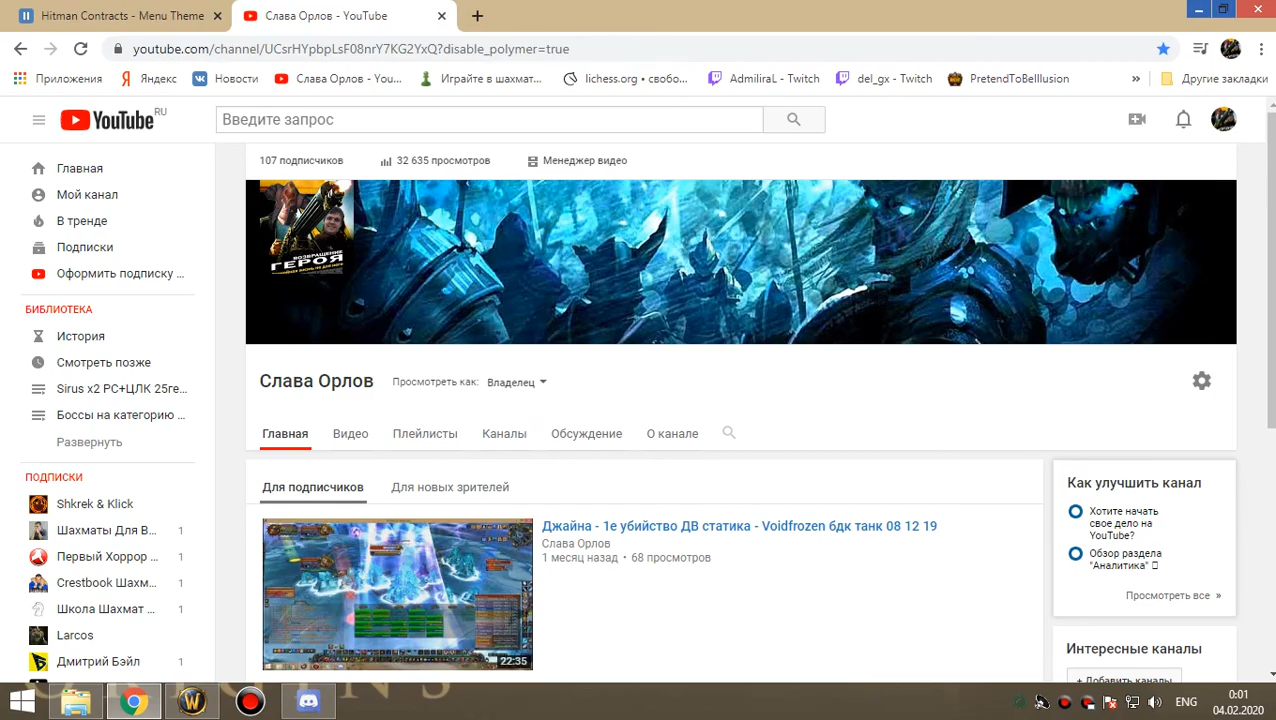 Hitman Contracts - Menu Theme
Слава Орлов - YouTube
youtube.com/channel/UCsrHYpbpLsF08nrY7KG2YxQ?disable_polymer=true
Приложения
Яндекс
Новости
Слава Орлов - You...
Играйте в шахмат...
lichess.org • свобо...
AdmiliraL - Twitch
del_gx - Twitch
PretendToBeIllusion
»
Другие закладки
YouTube RU
Введите запрос
Главная
Мой канал
В тренде
Подписки
Оформить подписку ...
БИБЛИОТЕКА
История
Смотреть позже
Sirus x2 РС+ЦЛК 25ге...
Боссы на категорию ...
Развернуть
ПОДПИСКИ
Shkrek & Klick
Шахматы Для В... 1
Первый Хоррор ... 1
Crestbook Шахм... 1
Школа Шахмат ... 1
Larcos
Дмитрий Бэйл 1
107 подписчиков
32 635 просмотров
Менеджер видео
ВОЗВРАЩЕНИЕ
ГЕРОЯ
Слава Орлов
Просмотреть как: Владелец
Главная
Видео
Плейлисты
Каналы
Обсуждение
О канале
Для подписчиков
Для новых зрителей
Джайна - 1е убийство ДВ статика - Voidfrozen бдк танк 08 12 19
Слава Орлов
1 месяц назад • 68 просмотров
22:35
Как улучшить канал
Хотите начать
свое дело на
YouTube?
Обзор раздела
"Аналитика"
Просмотреть все »
Интересные каналы
+ Добавить каналы
ENG
0:01
04.02.2020